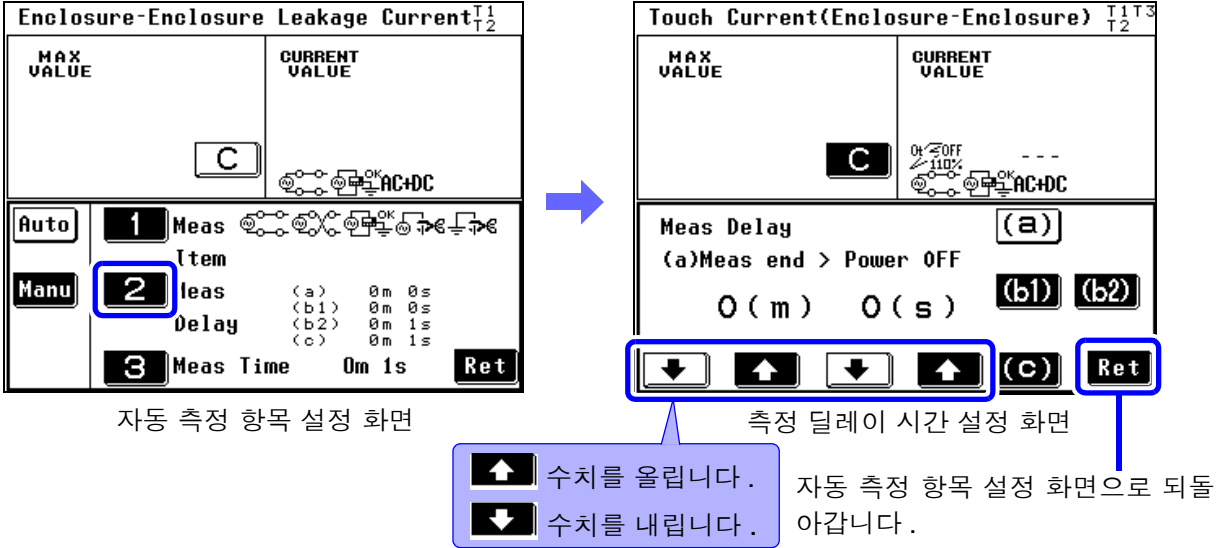 Enclosure-Enclosure Leakage Current T1
T2
MAX
VALUE
CURRENT
VALUE
C
OK AC+DC
Auto
1 Meas OK
Item
Manu
2 Meas
Delay
(a) 0m 0s
(b1) 0m 0s
(b2) 0m 1s
(c) 0m 1s
3 Meas Time 0m 1s Ret
자동 측정 항목 설정 화면
Touch Current(Enclosure-Enclosure) T1T3
T2
MAX
VALUE
CURRENT
VALUE
C
OFF
110% ---
OK AC+DC
Meas Delay (a)
(a)Meas end > Power OFF
0(m) 0(s) (b1) (b2)
(c) Ret
측정 딜레이 시간 설정 화면
수치를 올립니다.
수치를 내립니다.
자동 측정 항목 설정 화면으로 되돌
아갑니다.